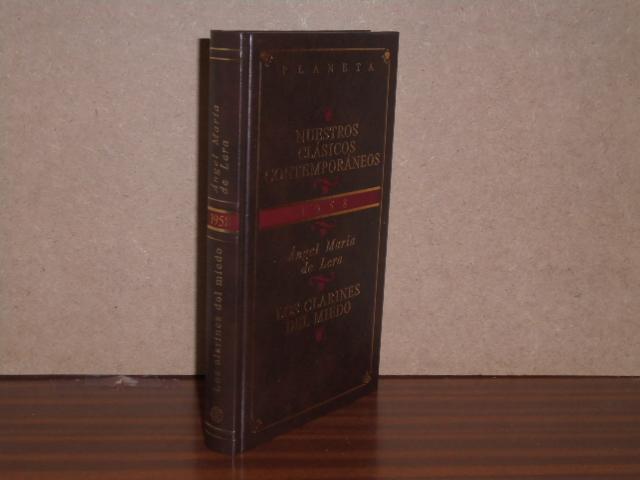 PLANETA
NUESTROS
CLÁSICOS
CONTEMPORÁNEOS
1958
Ángel María
de Lera
LOS CLARINES
DEL MIEDO
Ángel María
de Lera
1958
Los clarines del miedo